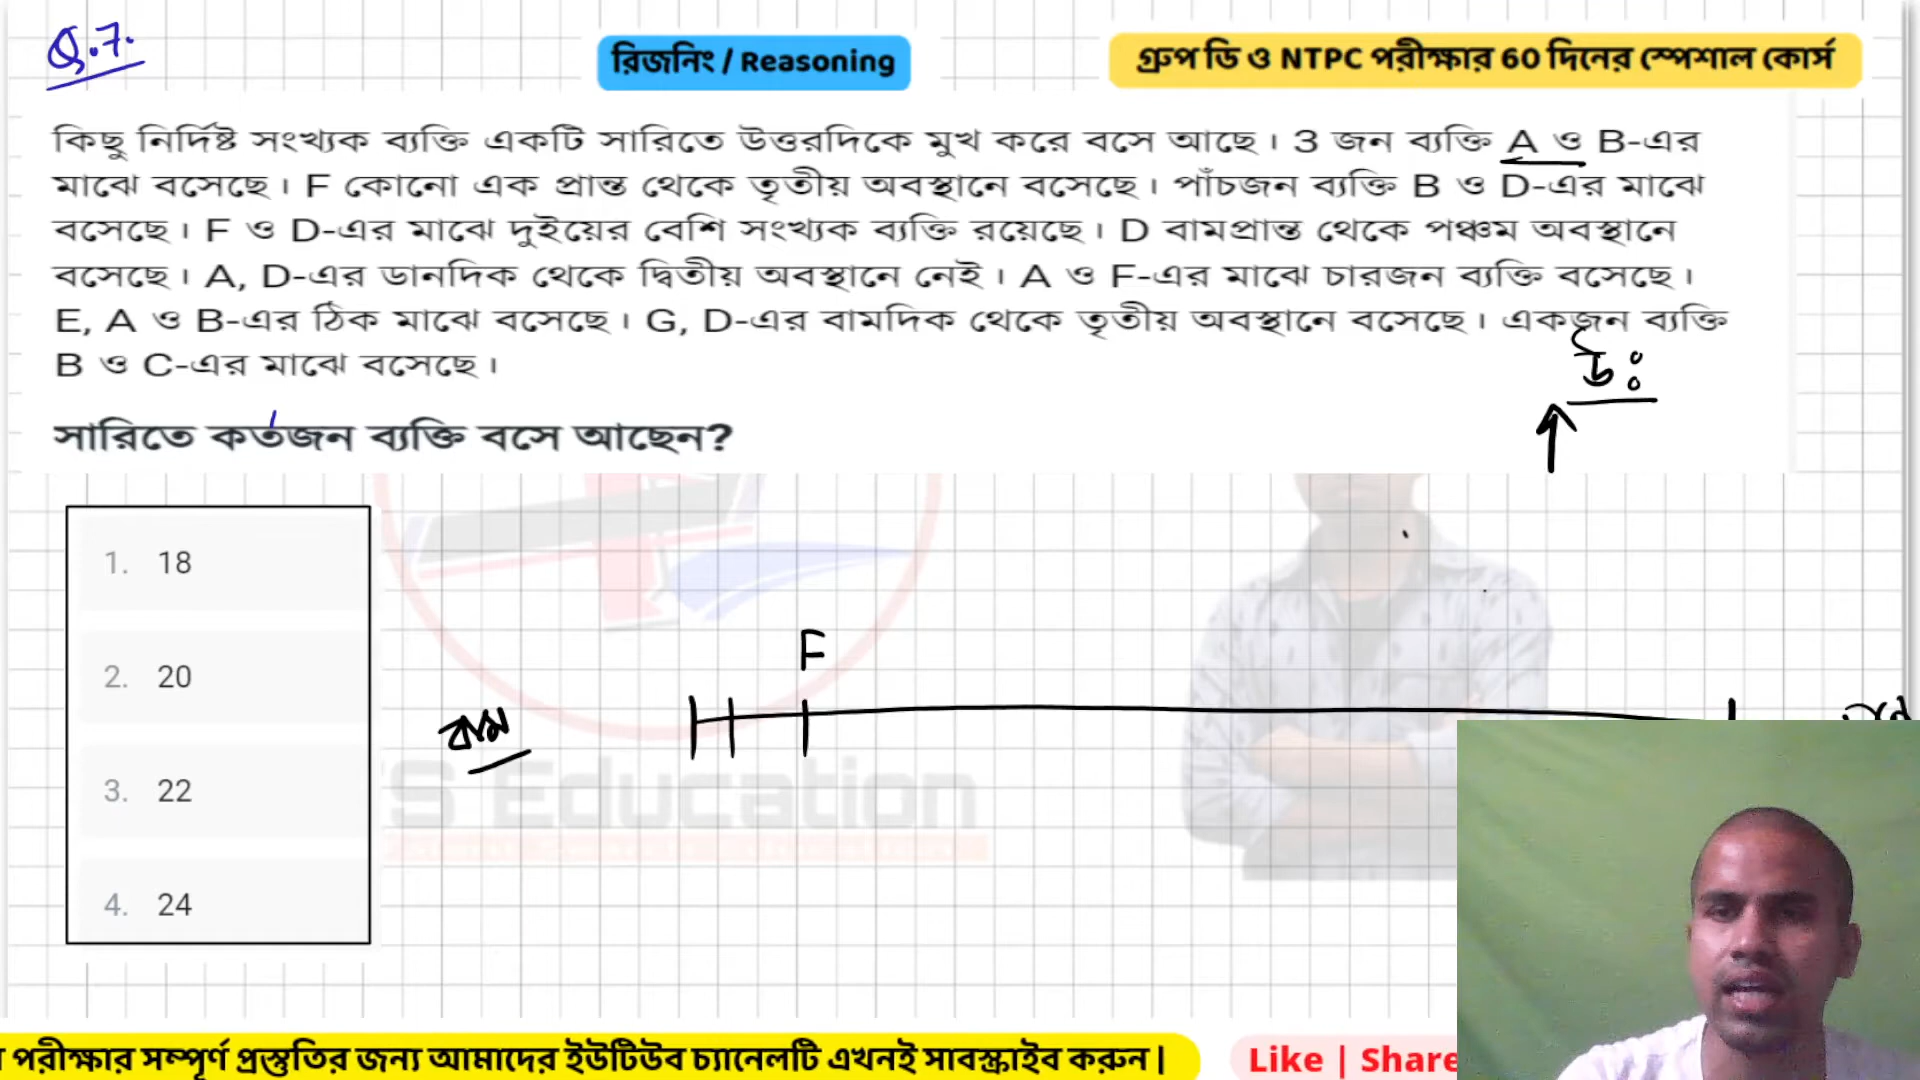 Q.7.
রিজনিং / Reasoning
গ্রুপ ডি ও NTPC পরীক্ষার 60 দিনের স্পেশাল কোর্স
কিছু নির্দিষ্ট সংখ্যক ব্যক্তি একটি সারিতে উত্তরদিকে মুখ করে বসে আছে। 3 জন ব্যক্তি A ও B-এর
মাঝে বসেছে। F কোনো এক প্রান্ত থেকে তৃতীয় অবস্থানে বসেছে। পাঁচজন ব্যক্তি B ও D-এর মাঝে
বসেছে। F ও D-এর মাঝে দুইয়ের বেশি সংখ্যক ব্যক্তি রয়েছে। D বামপ্রান্ত থেকে পঞ্চম অবস্থানে
বসেছে। A, D-এর ডানদিক থেকে দ্বিতীয় অবস্থানে নেই। A ও F-এর মাঝে চারজন ব্যক্তি বসেছে।
E, A ও B-এর ঠিক মাঝে বসেছে। G, D-এর বামদিক থেকে তৃতীয় অবস্থানে বসেছে। একজন ব্যক্তি
B ও C-এর মাঝে বসেছে।
উঃ
সারিতে কতজন ব্যক্তি বসে আছেন?
1. 18
2. 20
3. 22
4. 24
F
বাম
S Education
পরীক্ষার সম্পূর্ণ প্রস্তুতির জন্য আমাদের ইউটিউব চ্যানেলটি এখনই সাবস্ক্রাইব করুন |
Like | Share